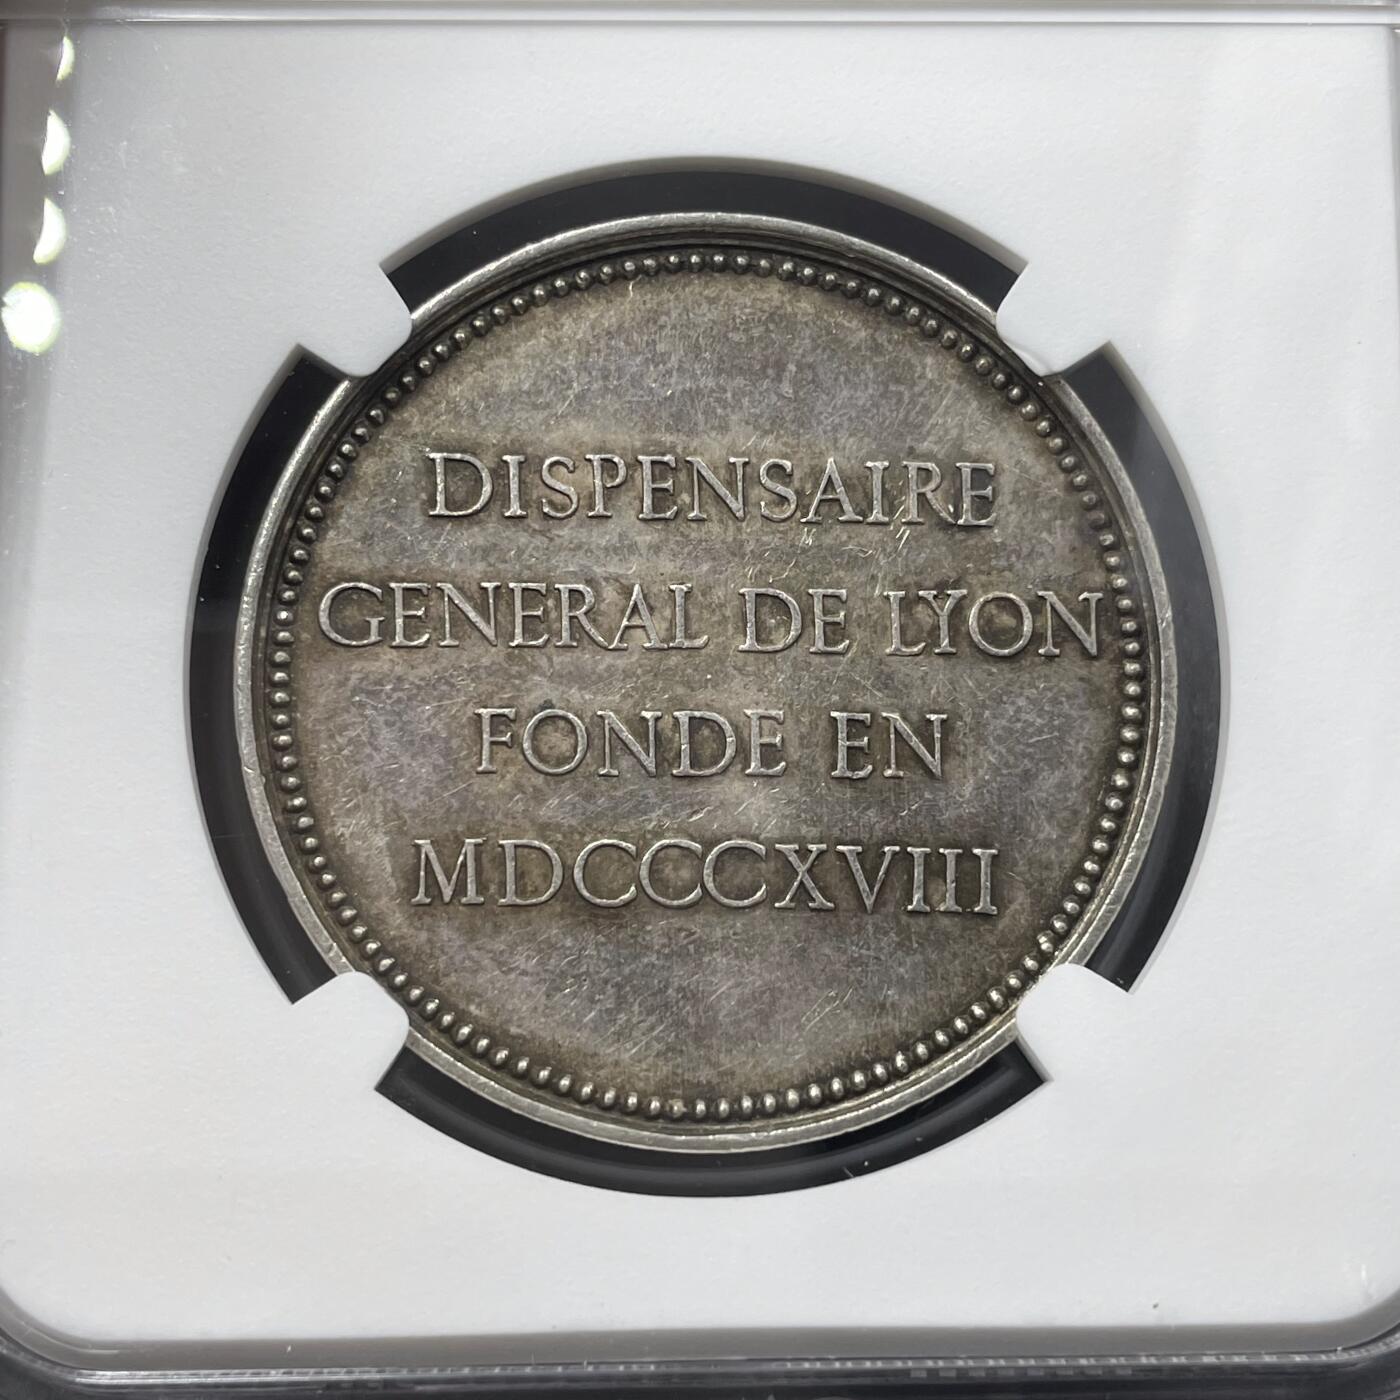 DISPENSAIRE
GENERAL DE LYON
FONDE EN
MDCCCXVIII